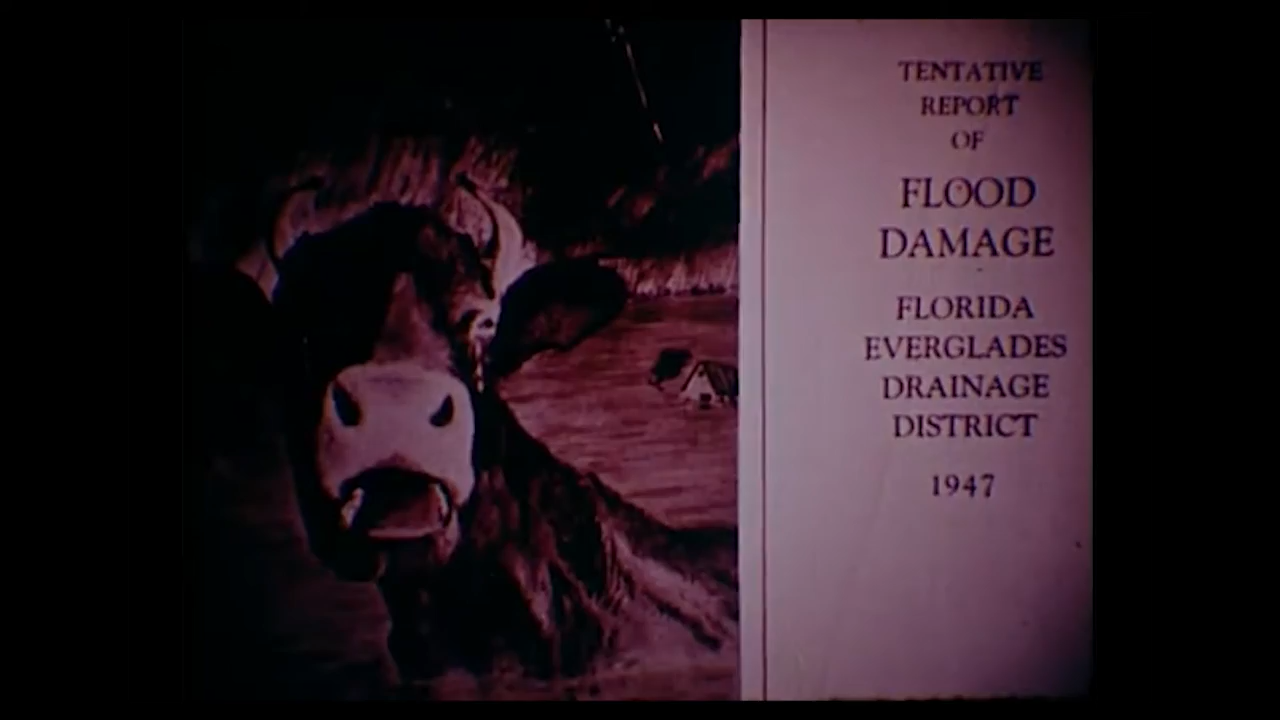 TENTATIVE
REPORT
OF
FLOOD
DAMAGE
FLORIDA
EVERGLADES
DRAINAGE
DISTRICT
1947